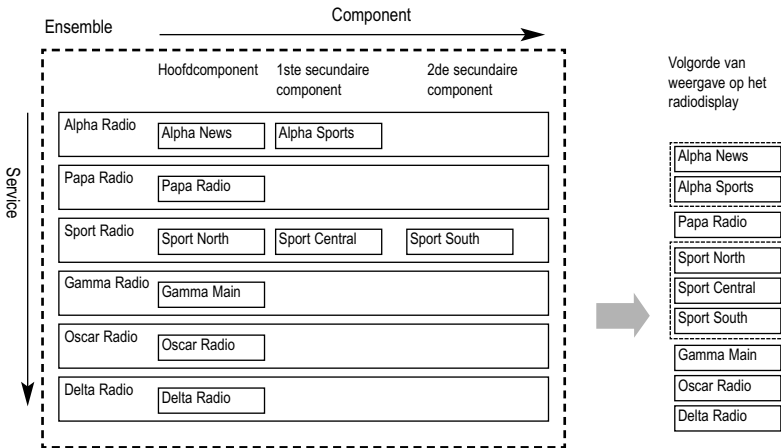 Ensemble
Component
Hoofdcomponent
1ste secundaire
component
2de secundaire
component
Service
Alpha Radio
Alpha News
Alpha Sports
Papa Radio
Papa Radio
Sport Radio
Sport North
Sport Central
Sport South
Gamma Radio
Gamma Main
Oscar Radio
Oscar Radio
Delta Radio
Delta Radio
Volgorde van
weergave op het
radiodisplay
Alpha News
Alpha Sports
Papa Radio
Sport North
Sport Central
Sport South
Gamma Main
Oscar Radio
Delta Radio